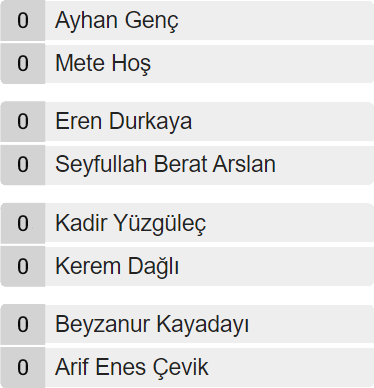 0 Ayhan Genç
0 Mete Hoş
0 Eren Durkaya
0 Seyfullah Berat Arslan
0 Kadir Yüzgüleç
0 Kerem Dağlı
0 Beyzanur Kayadayı
0 Arif Enes Çevik